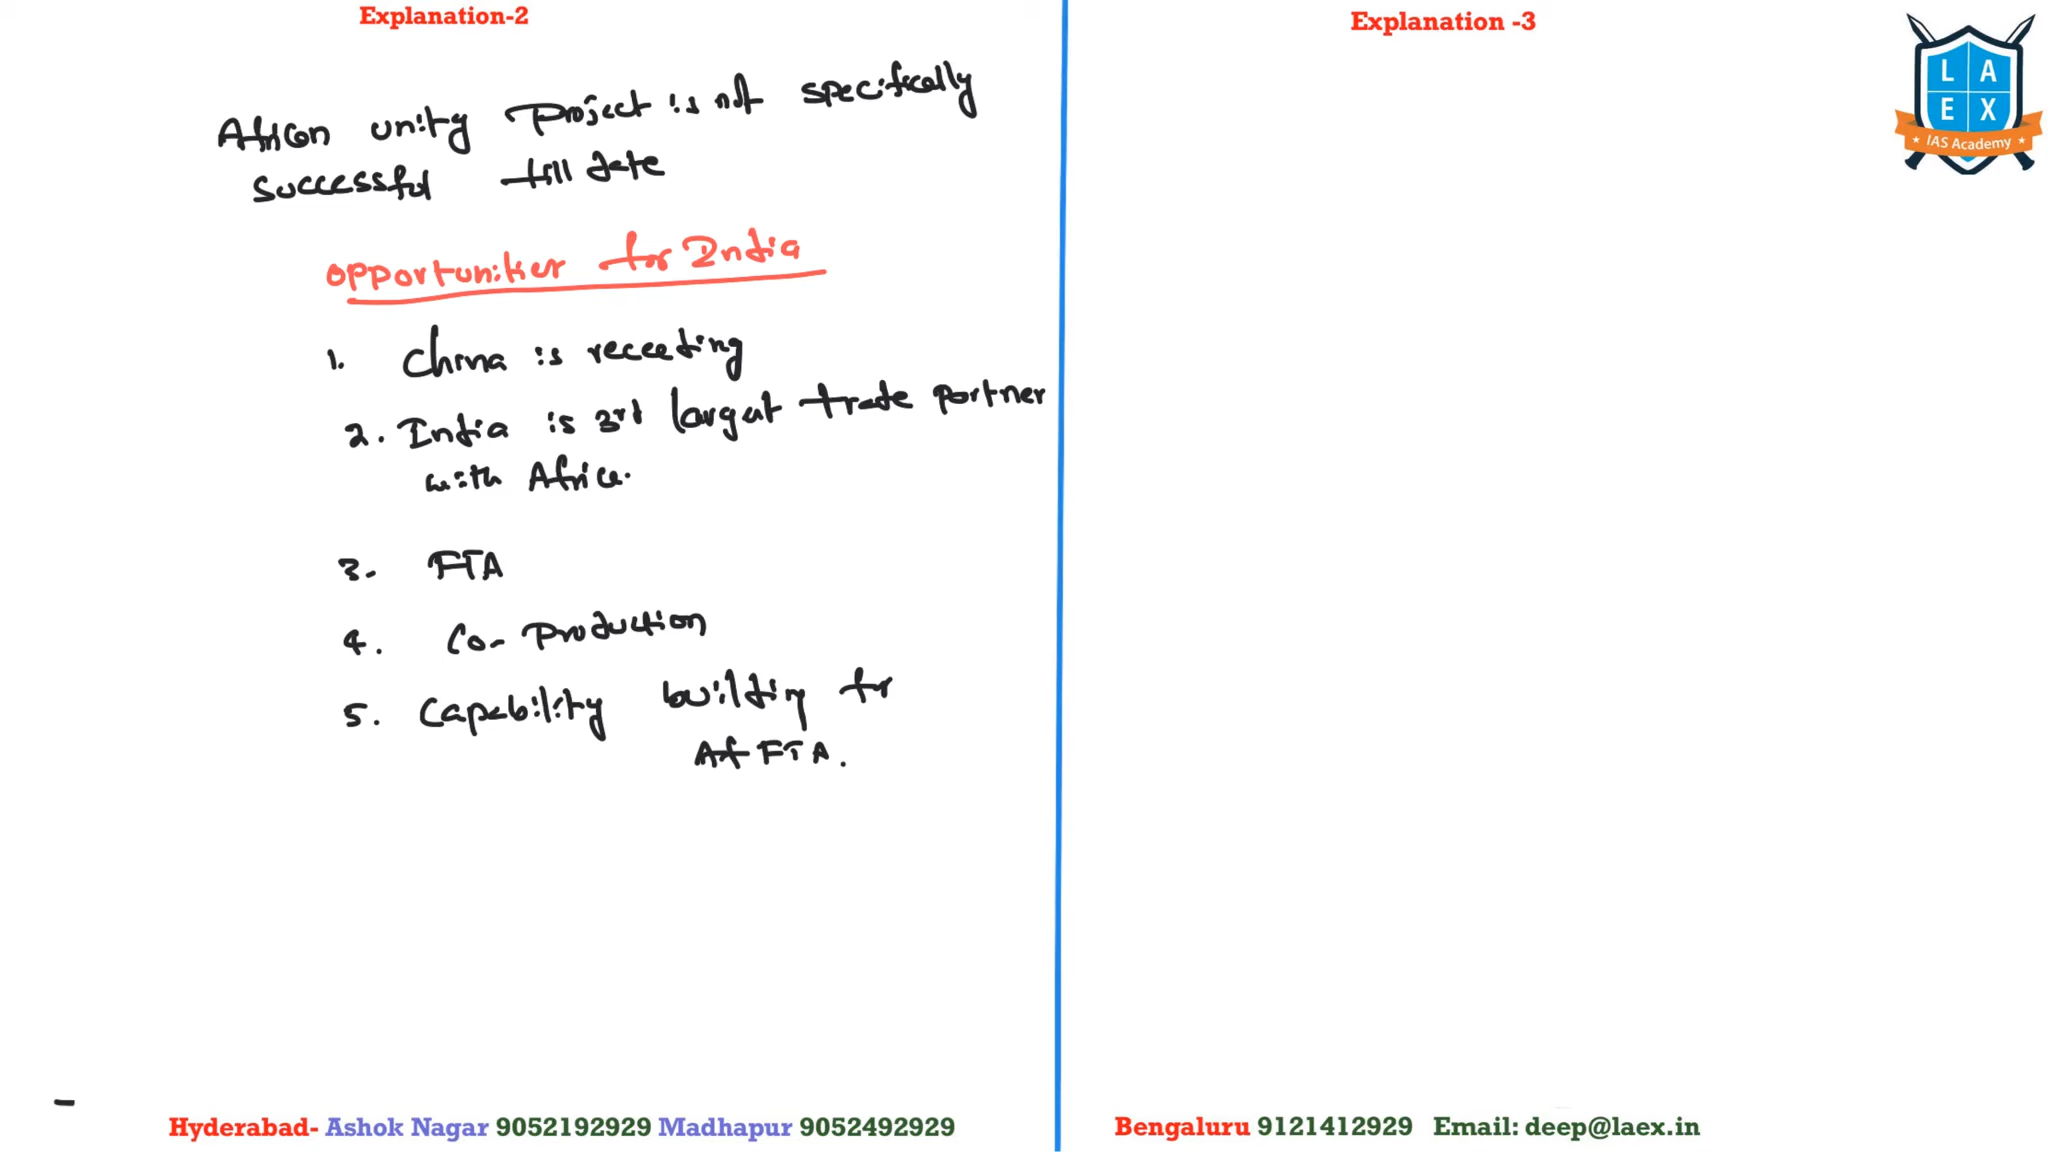 Explanation-2
African unity Project is not specifically
successful till date
opportunities for India
1. China is receeding
2. India is 3rd largest trade partner
with Africa.
3. FTA
4. Co-Production
5. Capability building for
AfFTA.
Hyderabad- Ashok Nagar 9052192929 Madhapur 9052492929
Explanation -3
L A
E X
IAS Academy
Bengaluru 9121412929 Email: deep@laex.in